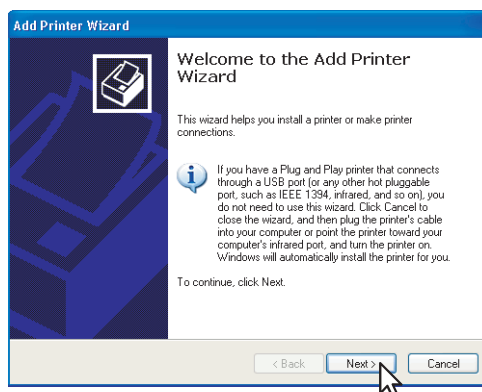 Add Printer Wizard
Welcome to the Add Printer
Wizard
This wizard helps you install a printer or make printer
connections.
If you have a Plug and Play printer that connects
through a USB port (or any other hot pluggable
port, such as IEEE 1394, infrared, and so on), you
do not need to use this wizard. Click Cancel to
close the wizard, and then plug the printer's cable
into your computer or point the printer toward your
computer's infrared port, and turn the printer on.
Windows will automatically install the printer for you.
To continue, click Next.
< Back Next > Cancel